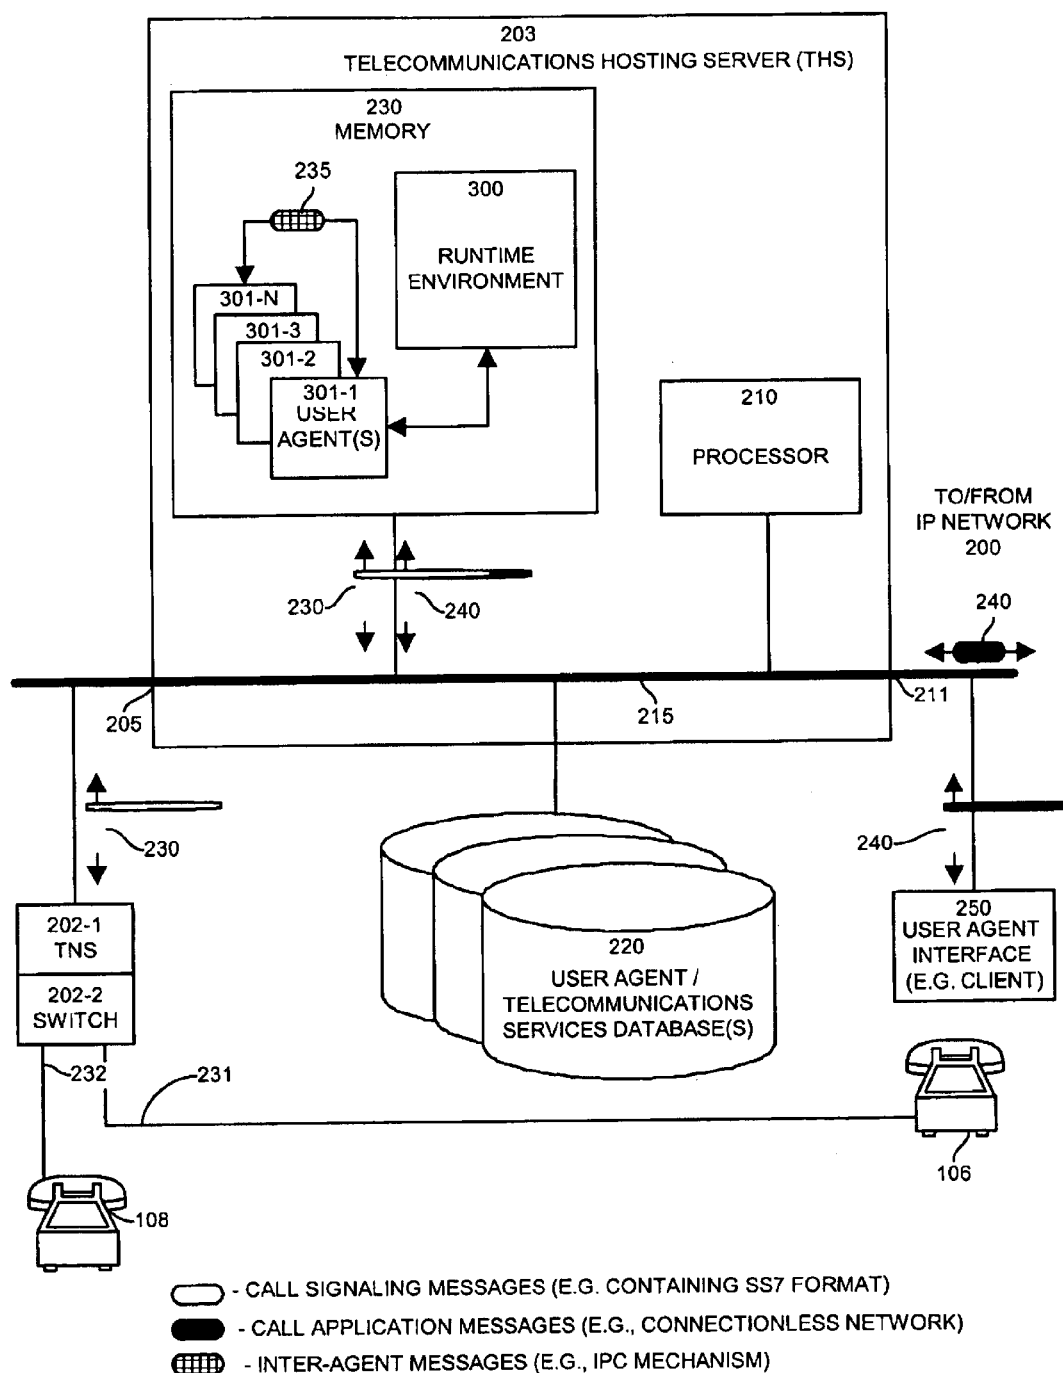 203
TELECOMMUNICATIONS HOSTING SERVER (THS)
230
MEMORY
235
300
RUNTIME
ENVIRONMENT
301-N
301-3
301-2
301-1
USER
AGENT(S)
210
PROCESSOR
TO/FROM
IP NETWORK
200
230
240
240
205
215
211
230
240
202-1
TNS
202-2
SWITCH
220
USER AGENT /
TELECOMMUNICATIONS
SERVICES DATABASE(S)
250
USER AGENT
INTERFACE
(E.G. CLIENT)
232
231
106
108
- CALL SIGNALING MESSAGES (E.G. CONTAINING SS7 FORMAT)
- CALL APPLICATION MESSAGES (E.G., CONNECTIONLESS NETWORK)
- INTER-AGENT MESSAGES (E.G., IPC MECHANISM)